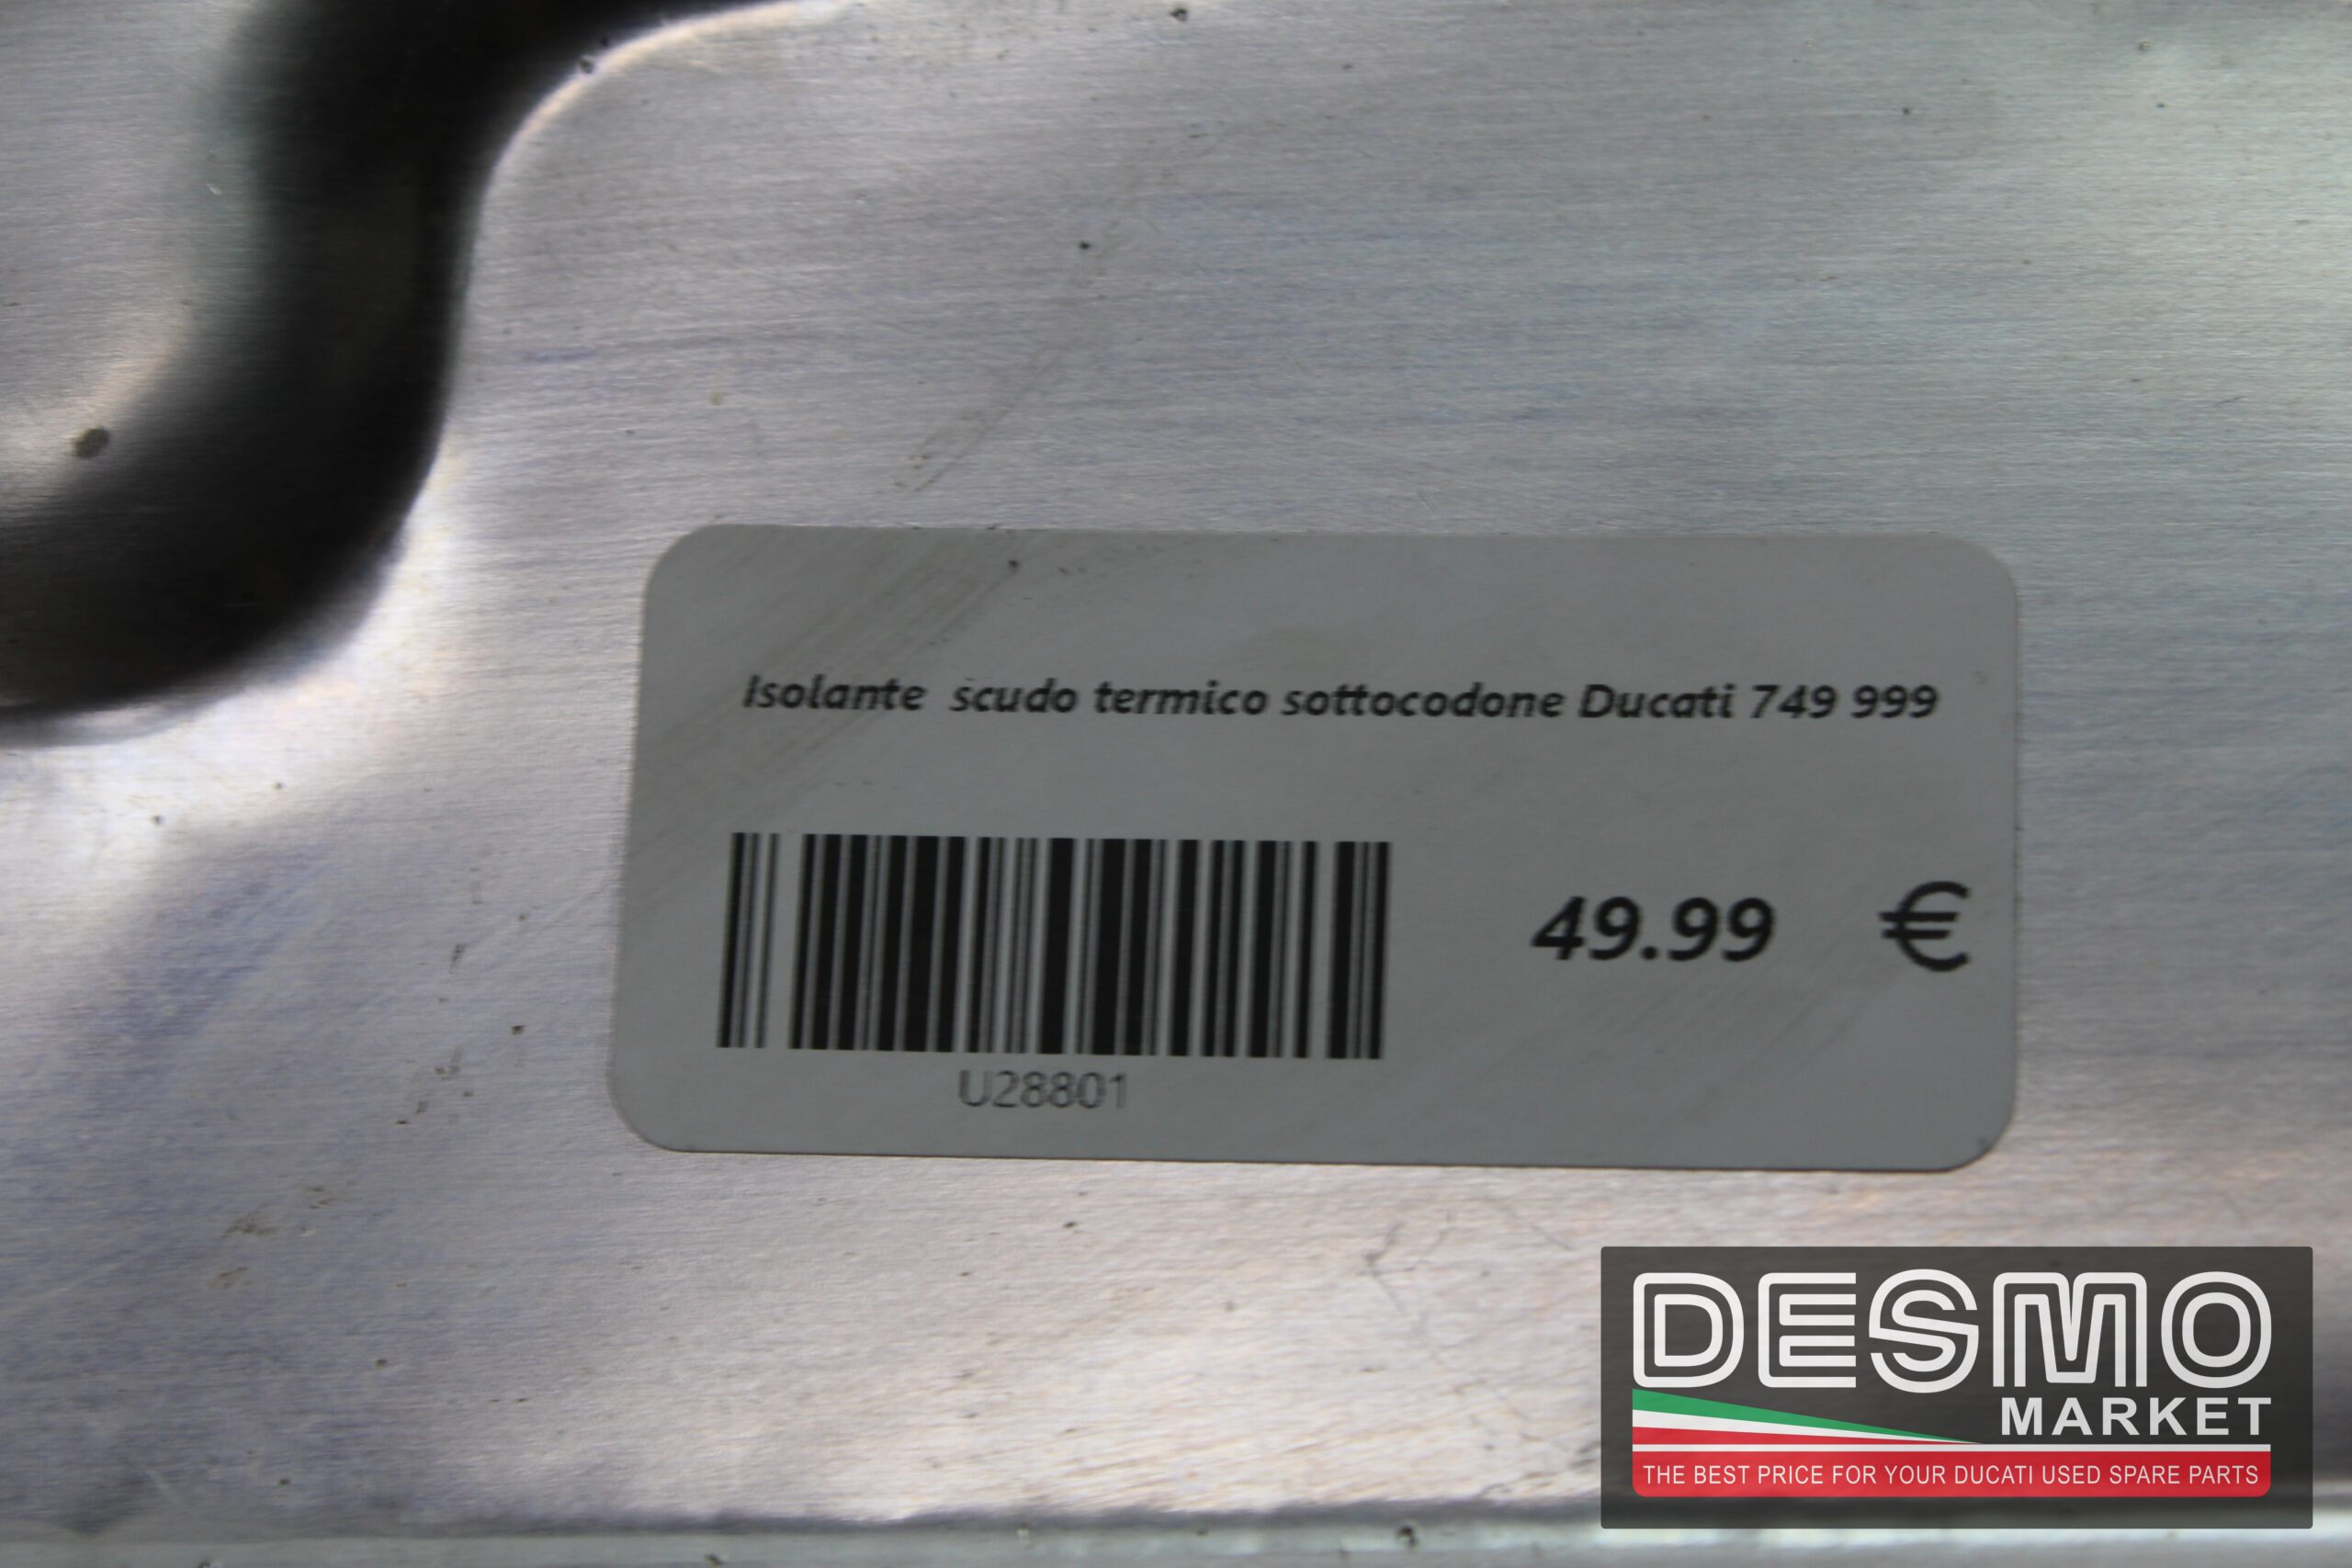 Isolante scudo termico sottocodone Ducati 749 999
49.99 €
U28801
DESMO
MARKET
THE BEST PRICE FOR YOUR DUCATI USED SPARE PARTS